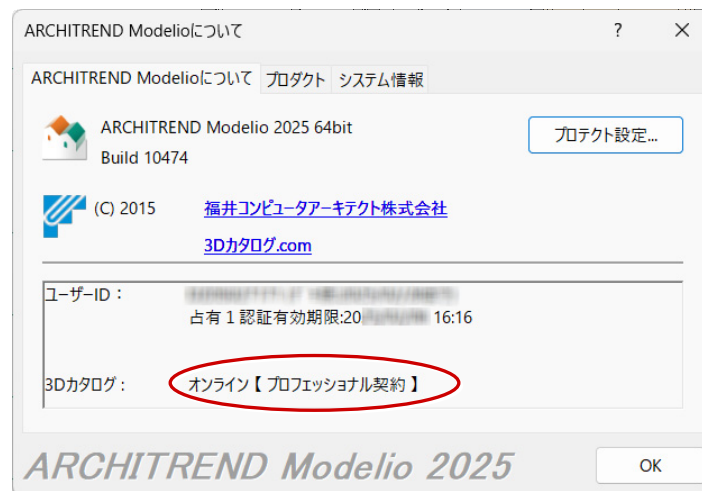 ARCHITREND Modelioについて ? ×
ARCHITREND Modelioについて プロダクト システム情報
ARCHITREND Modelio 2025 64bit
プロテクト設定...
Build 10474
(C) 2015 福井コンピュータアーキテクト株式会社
3Dカタログ.com
ユーザーID：
占有 1 認証有効期限:20 16:16
3Dカタログ： オンライン【 プロフェッショナル契約 】
ARCHITREND Modelio 2025
OK